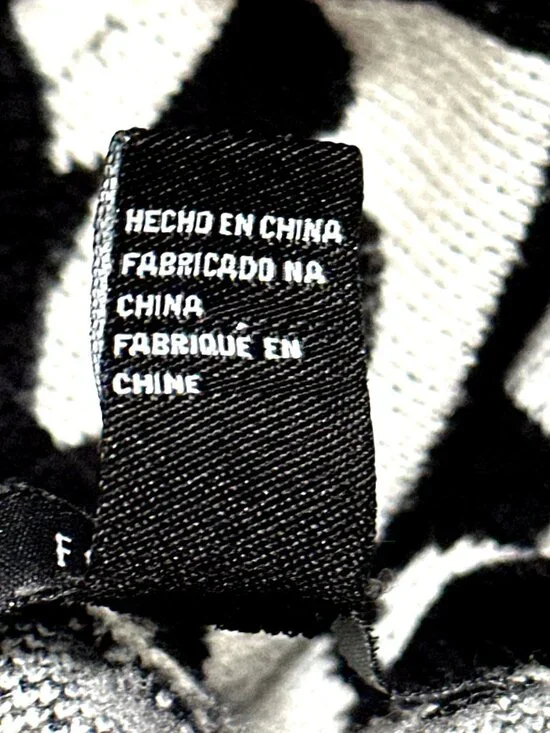 HECHO EN CHINA
FABRICADO NA
CHINA
FABRIQUÉ EN
CHINE
F